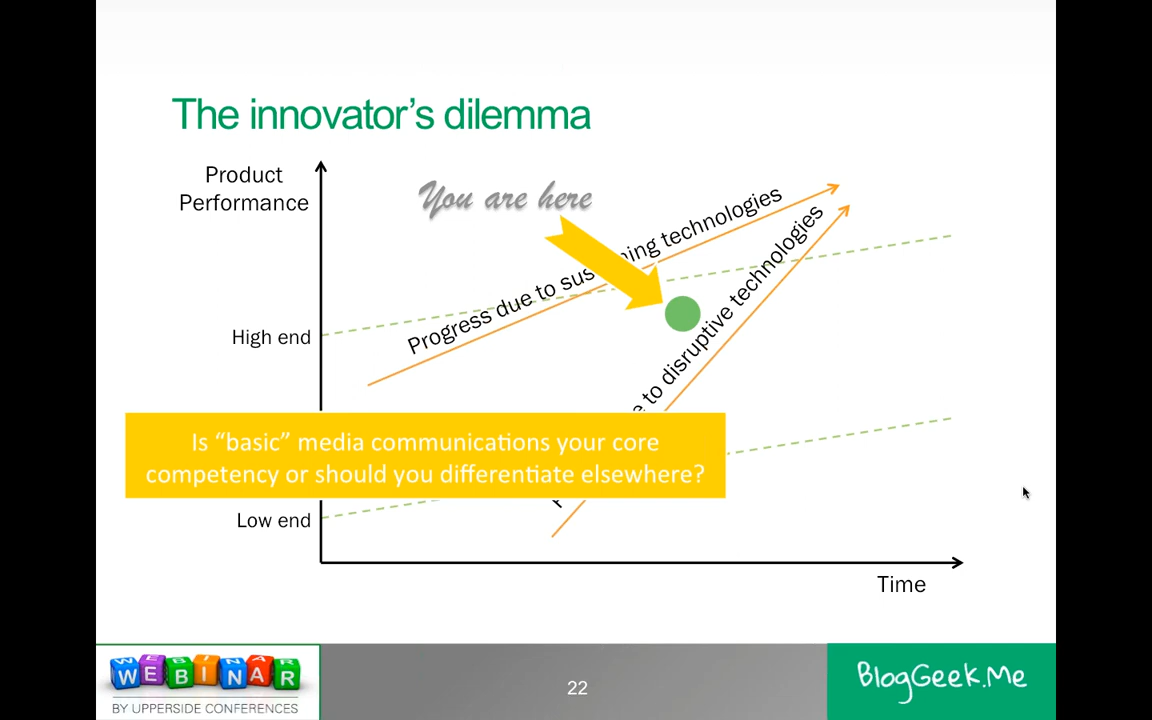 The innovator's dilemma
Product
Performance
You are here
Progress due to sus ning technologies
to disruptive technologies
High end
Is “basic” media communications your core
competency or should you differentiate elsewhere?
Low end
Time
WEBINAR
BY UPPERSIDE CONFERENCES
22
BlogGeek.Me